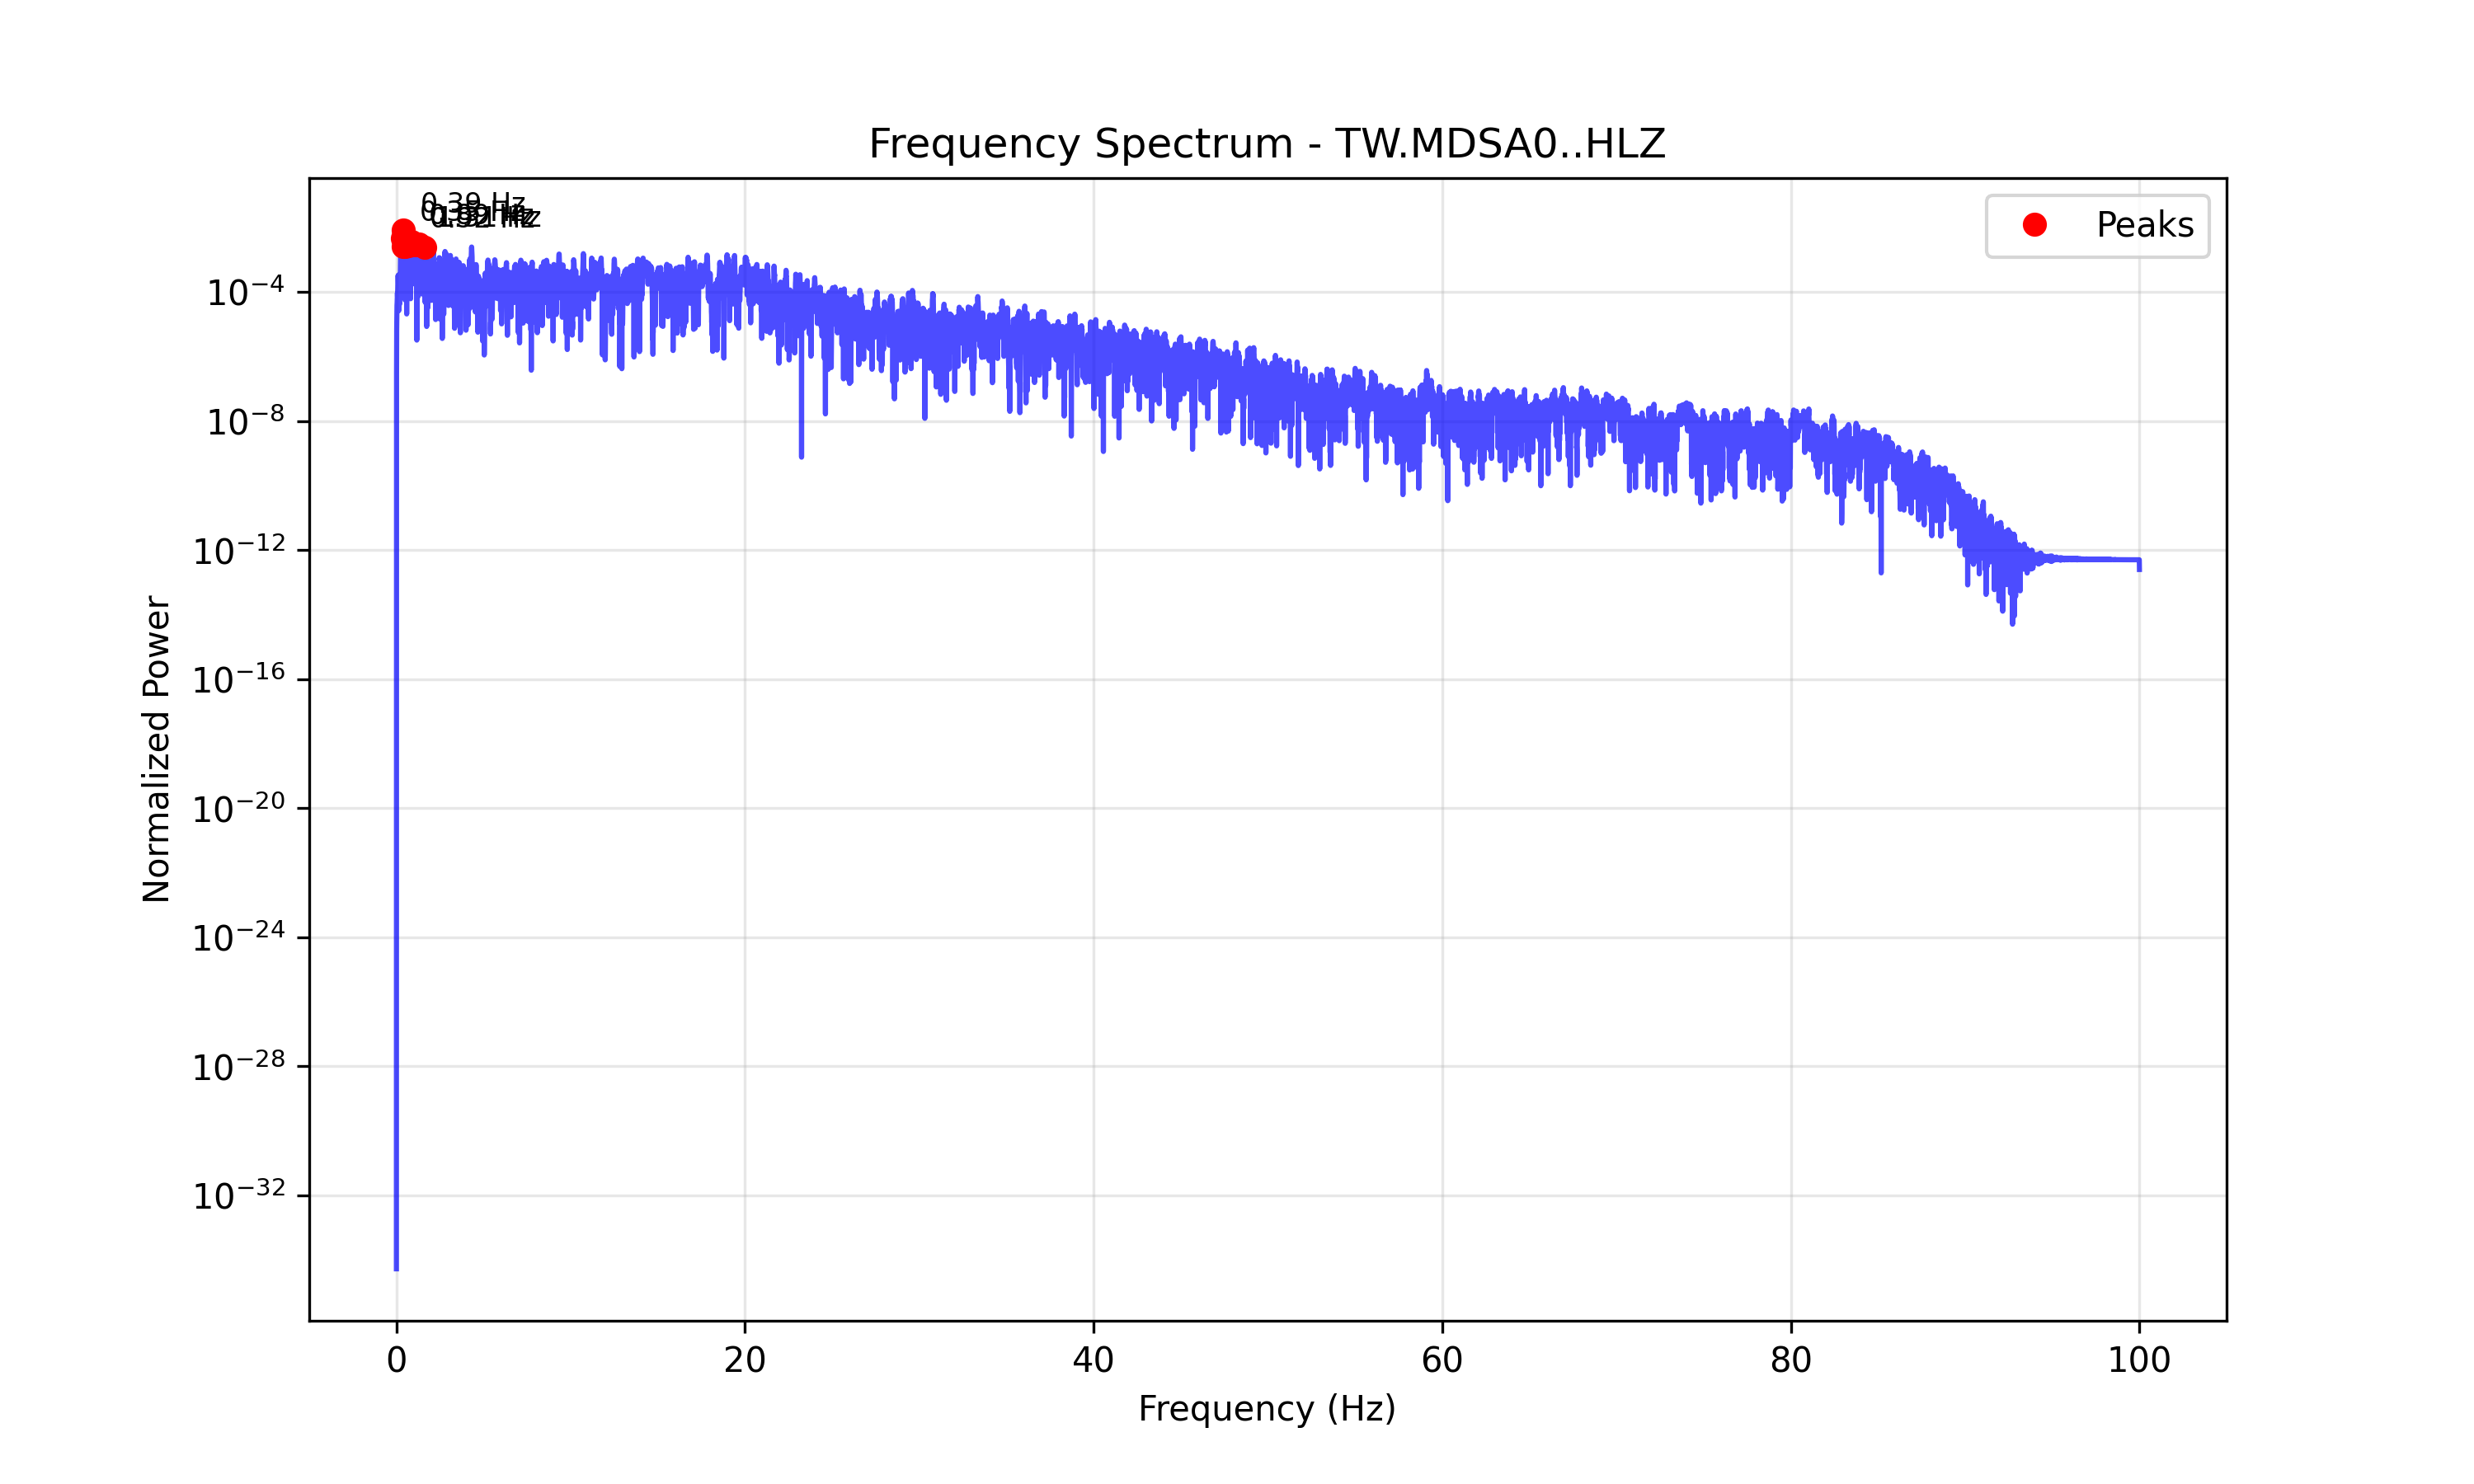 Frequency Spectrum - TW.MDSA0..HLZ
0.39 Hz
Peaks
10⁻⁴
10⁻⁸
10⁻¹²
10⁻¹⁶
10⁻²⁰
10⁻²⁴
10⁻²⁸
10⁻³²
Normalized Power
0 20 40 60 80 100
Frequency (Hz)